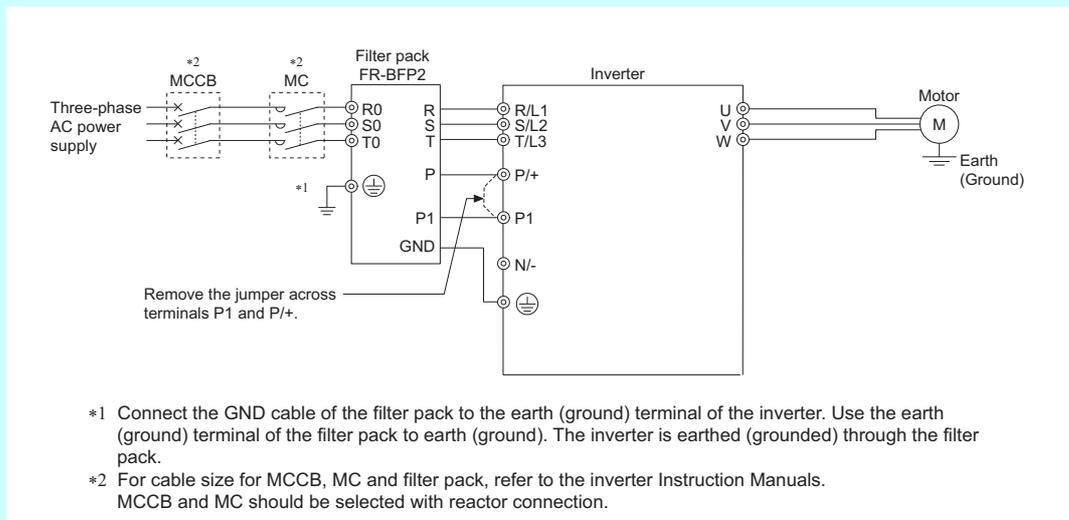 *2
MCCB
*2
MC
Filter pack
FR-BFP2
Inverter
Motor
Three-phase
AC power
supply
R0
S0
T0
R
S
T
R/L1
S/L2
T/L3
U
V
W
M
Earth
(Ground)
*1
P
P/+
P1
P1
GND
N/-
Remove the jumper across
terminals P1 and P/+.
*1 Connect the GND cable of the filter pack to the earth (ground) terminal of the inverter. Use the earth
(ground) terminal of the filter pack to earth (ground). The inverter is earthed (grounded) through the filter
pack.
*2 For cable size for MCCB, MC and filter pack, refer to the inverter Instruction Manuals.
MCCB and MC should be selected with reactor connection.